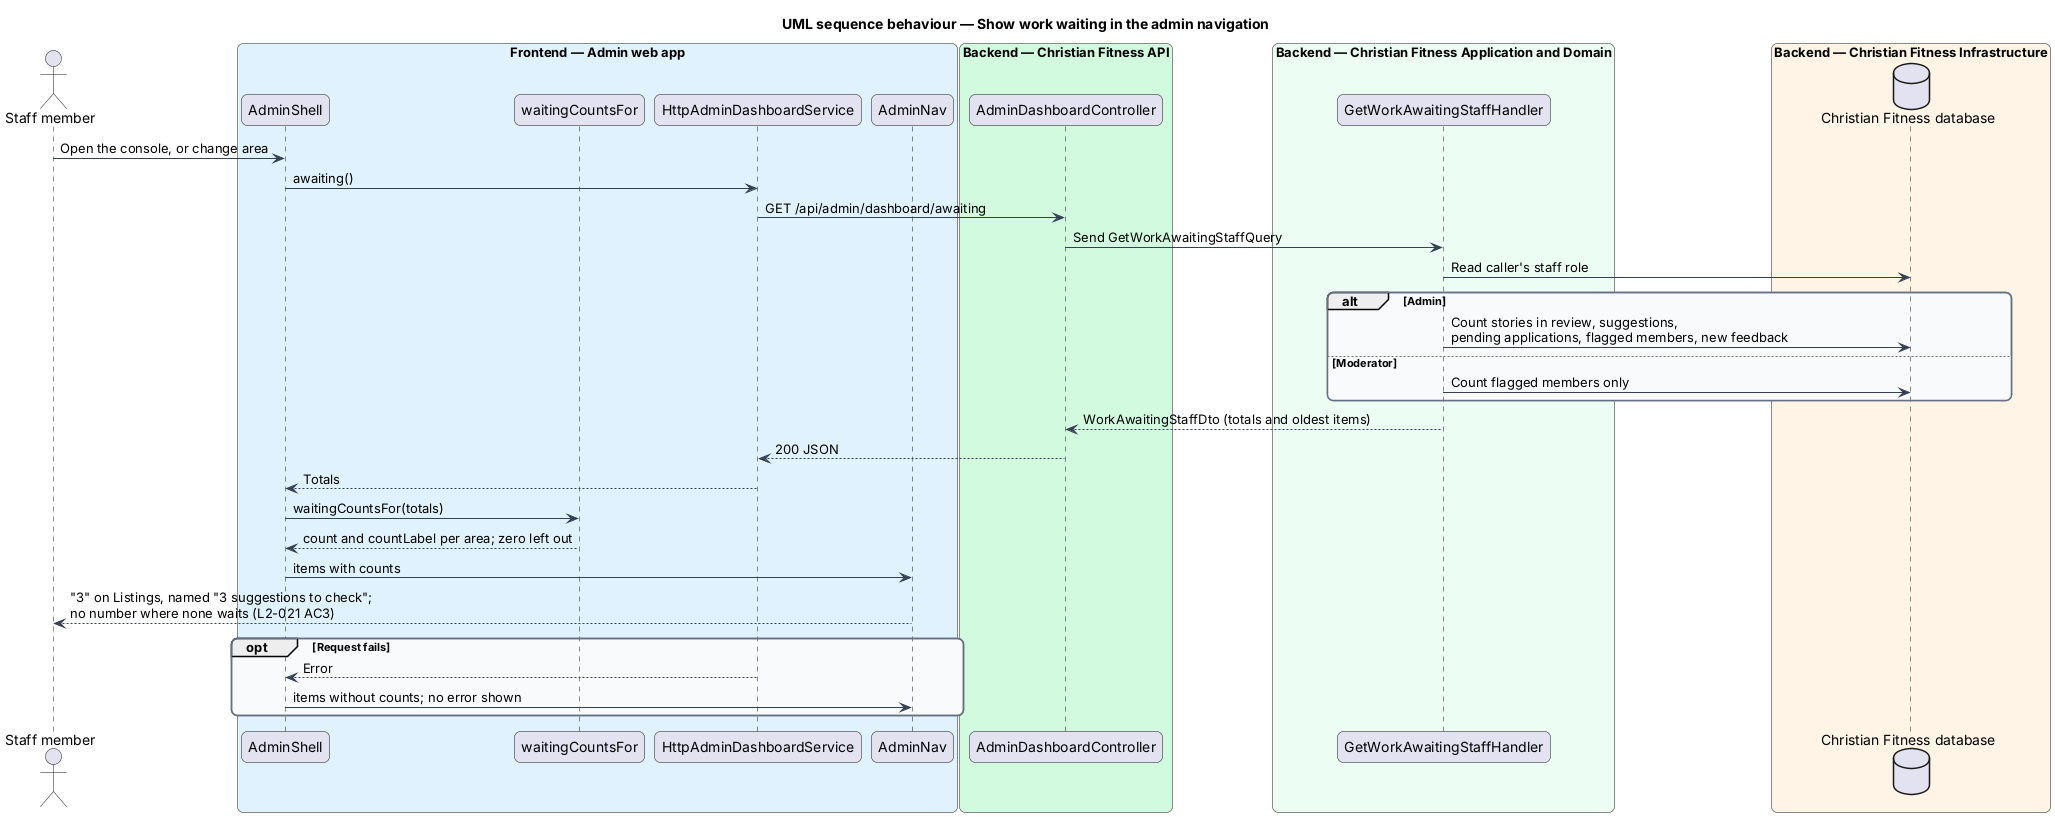 UML sequence behaviour — Show work waiting in the admin navigation
Frontend — Admin web app
Backend — Christian Fitness API
Backend — Christian Fitness Application and Domain
Backend — Christian Fitness Infrastructure
Staff member
AdminShell
waitingCountsFor
HttpAdminDashboardService
AdminNav
AdminDashboardController
GetWorkAwaitingStaffHandler
Christian Fitness database
Open the console, or change area
awaiting()
GET /api/admin/dashboard/awaiting
Send GetWorkAwaitingStaffQuery
Read caller's staff role
alt
[Admin]
Count stories in review, suggestions,
pending applications, flagged members, new feedback
[Moderator]
Count flagged members only
WorkAwaitingStaffDto (totals and oldest items)
200 JSON
Totals
waitingCountsFor(totals)
count and countLabel per area; zero left out
items with counts
"3" on Listings, named "3 suggestions to check";
no number where none waits (L2-021 AC3)
opt
[Request fails]
Error
items without counts; no error shown
Staff member
AdminShell
waitingCountsFor
HttpAdminDashboardService
AdminNav
AdminDashboardController
GetWorkAwaitingStaffHandler
Christian Fitness database